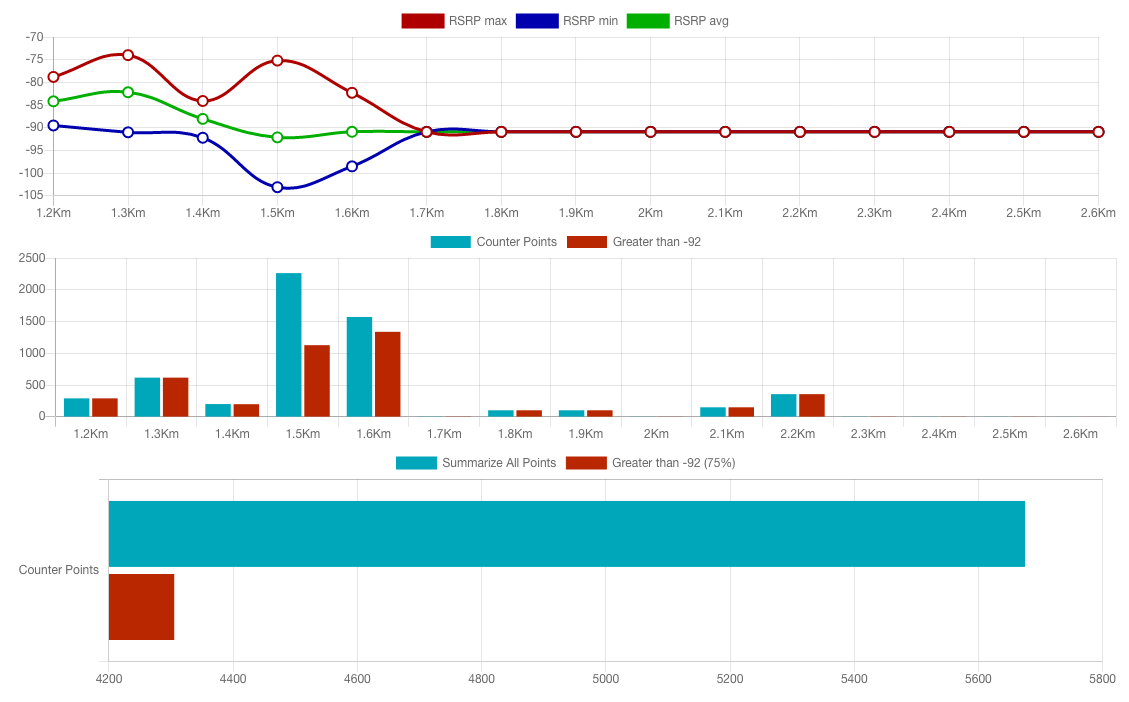 RSRP max RSRP min RSRP avg
-70
-75
-80
-85
-90
-95
-100
-105
1.2Km 1.3Km 1.4Km 1.5Km 1.6Km 1.7Km 1.8Km 1.9Km 2Km 2.1Km 2.2Km 2.3Km 2.4Km 2.5Km 2.6Km
Counter Points Greater than -92
2500
2000
1500
1000
500
0
1.2Km 1.3Km 1.4Km 1.5Km 1.6Km 1.7Km 1.8Km 1.9Km 2Km 2.1Km 2.2Km 2.3Km 2.4Km 2.5Km 2.6Km
Summarize All Points Greater than -92 (75%)
Counter Points
4200 4400 4600 4800 5000 5200 5400 5600 5800